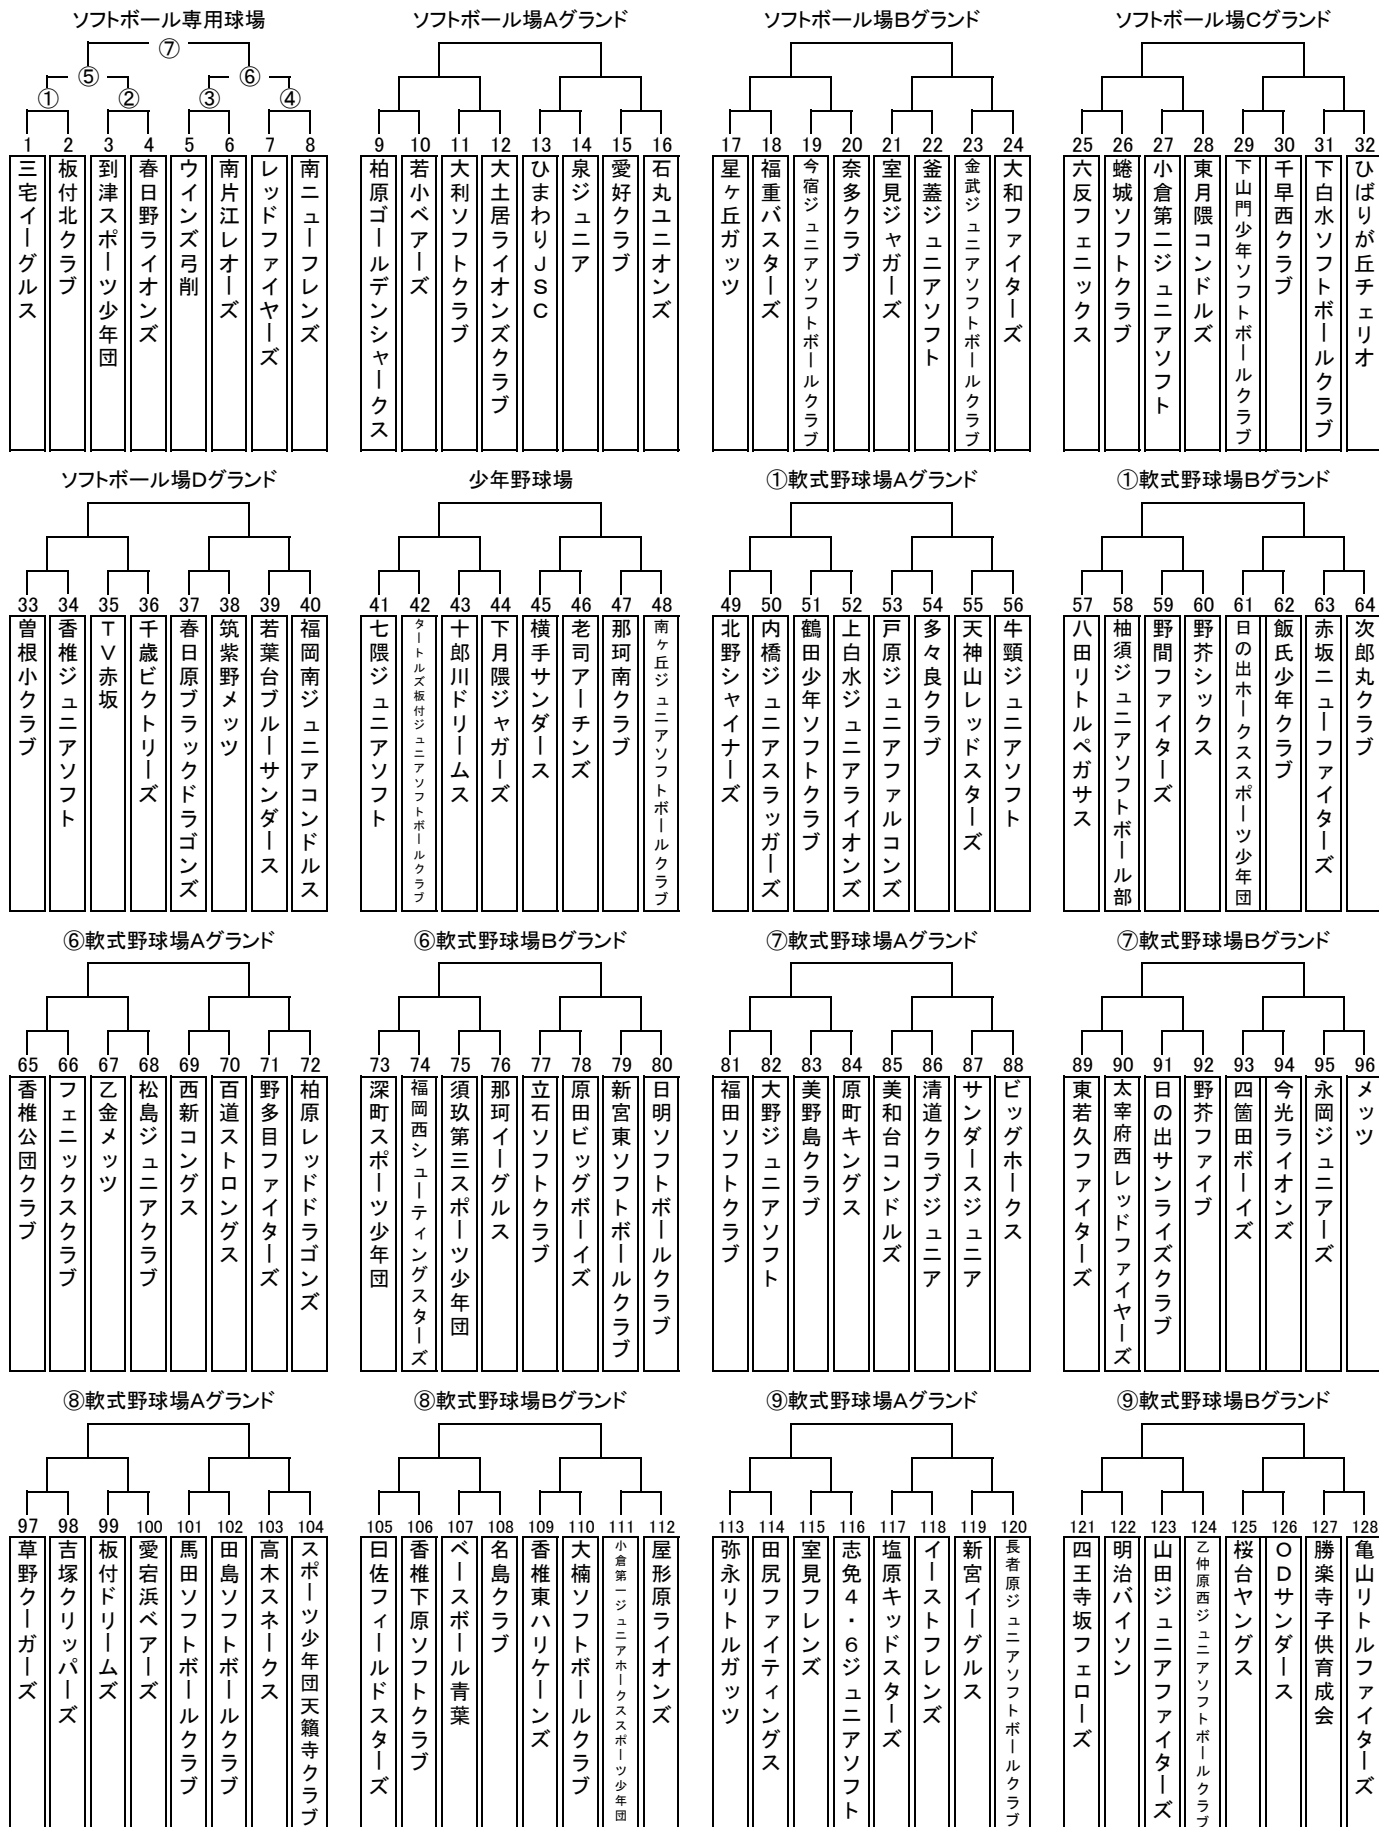 ソフトボール専用球場
⑦
⑤
⑥
①
②
③
④
1 三宅イーグルス
2 板付北クラブ
3 到津スポーツ少年団
4 春日野ライオンズ
5 ウインズ弓削
6 南片江レオーズ
7 レッドファイヤーズ
8 南ニューフレンズ
ソフトボール場Aグランド
9 柏原ゴールデンシャークス
10 若小ベアーズ
11 大利ソフトクラブ
12 大土居ライオンズクラブ
13 ひまわりJSC
14 泉ジュニア
15 愛好クラブ
16 石丸ユニオンズ
ソフトボール場Bグランド
17 星ヶ丘ガッツ
18 福重バスターズ
19 今宿ジュニアソフトボールクラブ
20 奈多クラブ
21 室見ジャガーズ
22 釜蓋ジュニアソフト
23 金武ジュニアソフトボールクラブ
24 大和ファイターズ
ソフトボール場Cグランド
25 六反フェニックス
26 蜷城ソフトクラブ
27 小倉第二ジュニアソフト
28 東月隈コンドルズ
29 下山門少年ソフトボールクラブ
30 千早西クラブ
31 下白水ソフトボールクラブ
32 ひばりが丘チェリオ
ソフトボール場Dグランド
33 曽根小クラブ
34 香椎ジュニアソフト
35 TV赤坂
36 千歳ビクトリーズ
37 春日原ブラックドラゴンズ
38 筑紫野メッツ
39 若葉台ブルーサンダース
40 福岡南ジュニアコンドルス
少年野球場
41 七隈ジュニアソフト
42 タートルズ板付ジュニアソフトボールクラブ
43 十郎川ドリームス
44 下月隈ジャガーズ
45 横手サンダース
46 老司アーチンズ
47 那珂南クラブ
48 南ヶ丘ジュニアソフトボールクラブ
①軟式野球場Aグランド
49 北野シャイナーズ
50 内橋ジュニアスラッガーズ
51 鶴田少年ソフトクラブ
52 上白水ジュニアライオンズ
53 戸原ジュニアファルコンズ
54 多々良クラブ
55 天神山レッドスターズ
56 牛頸ジュニアソフト
①軟式野球場Bグランド
57 八田リトルペガサス
58 柚須ジュニアソフトボール部
59 野間ファイターズ
60 野芥シックス
61 日の出ホークススポーツ少年団
62 飯氏少年クラブ
63 赤坂ニューファイターズ
64 次郎丸クラブ
⑥軟式野球場Aグランド
65 香椎公団クラブ
66 フェニックスクラブ
67 乙金メッツ
68 松島ジュニアクラブ
69 西新コングス
70 百道ストロングス
71 野多目ファイターズ
72 柏原レッドドラゴンズ
⑥軟式野球場Bグランド
73 深町スポーツ少年団
74 福岡西シューティングスターズ
75 須玖第三スポーツ少年団
76 那珂イーグルス
77 立石ソフトクラブ
78 原田ビッグボーイズ
79 新宮東ソフトボールクラブ
80 日明ソフトボールクラブ
⑦軟式野球場Aグランド
81 福田ソフトクラブ
82 大野ジュニアソフト
83 美野島クラブ
84 原町キングス
85 美和台コンドルズ
86 清道クラブジュニア
87 サンダースジュニア
88 ビッグホークス
⑦軟式野球場Bグランド
89 東若久ファイターズ
90 太宰府西レッドファイヤーズ
91 日の出サンライズクラブ
92 野芥ファイブ
93 四箇田ボーイズ
94 今光ライオンズ
95 永岡ジュニアーズ
96 メッツ
⑧軟式野球場Aグランド
97 草野クーガーズ
98 吉塚クリッパーズ
99 板付ドリームズ
100 愛宕浜ベアーズ
101 馬田ソフトボールクラブ
102 田島ソフトボールクラブ
103 高木スネークス
104 スポーツ少年団天籟寺クラブ
⑧軟式野球場Bグランド
105 曰佐フィールドスターズ
106 香椎下原ソフトクラブ
107 ベースボール青葉
108 名島クラブ
109 香椎東ハリケーンズ
110 大楠ソフトボールクラブ
111 小倉第一ジュニアホークススポーツ少年団
112 屋形原ライオンズ
⑨軟式野球場Aグランド
113 弥永リトルガッツ
114 田尻ファイティングス
115 室見フレンズ
116 志免4・6ジュニアソフト
117 塩原キッドスターズ
118 イーストフレンズ
119 新宮イーグルス
120 長者原ジュニアソフトボールクラブ
⑨軟式野球場Bグランド
121 四王寺坂フェローズ
122 明治バイソン
123 山田ジュニアファイターズ
124 乙仲原西ジュニアソフトボールクラブ
125 桜台ヤングス
126 ODサンダース
127 勝楽寺子供育成会
128 亀山リトルファイターズ